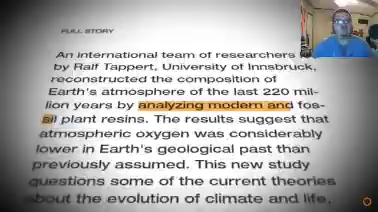 FULL STORY
An international team of researchers
by Ralf Tappert, University of Innsbruck,
reconstructed the composition of
Earth's atmosphere of the last 220 mil-
lion years by analyzing modern and fos-
sil plant resins. The results suggest that
atmospheric oxygen was considerably
lower in Earth's geological past than
previously assumed. This new study
questions some of the current theories
about the evolution of climate and life,